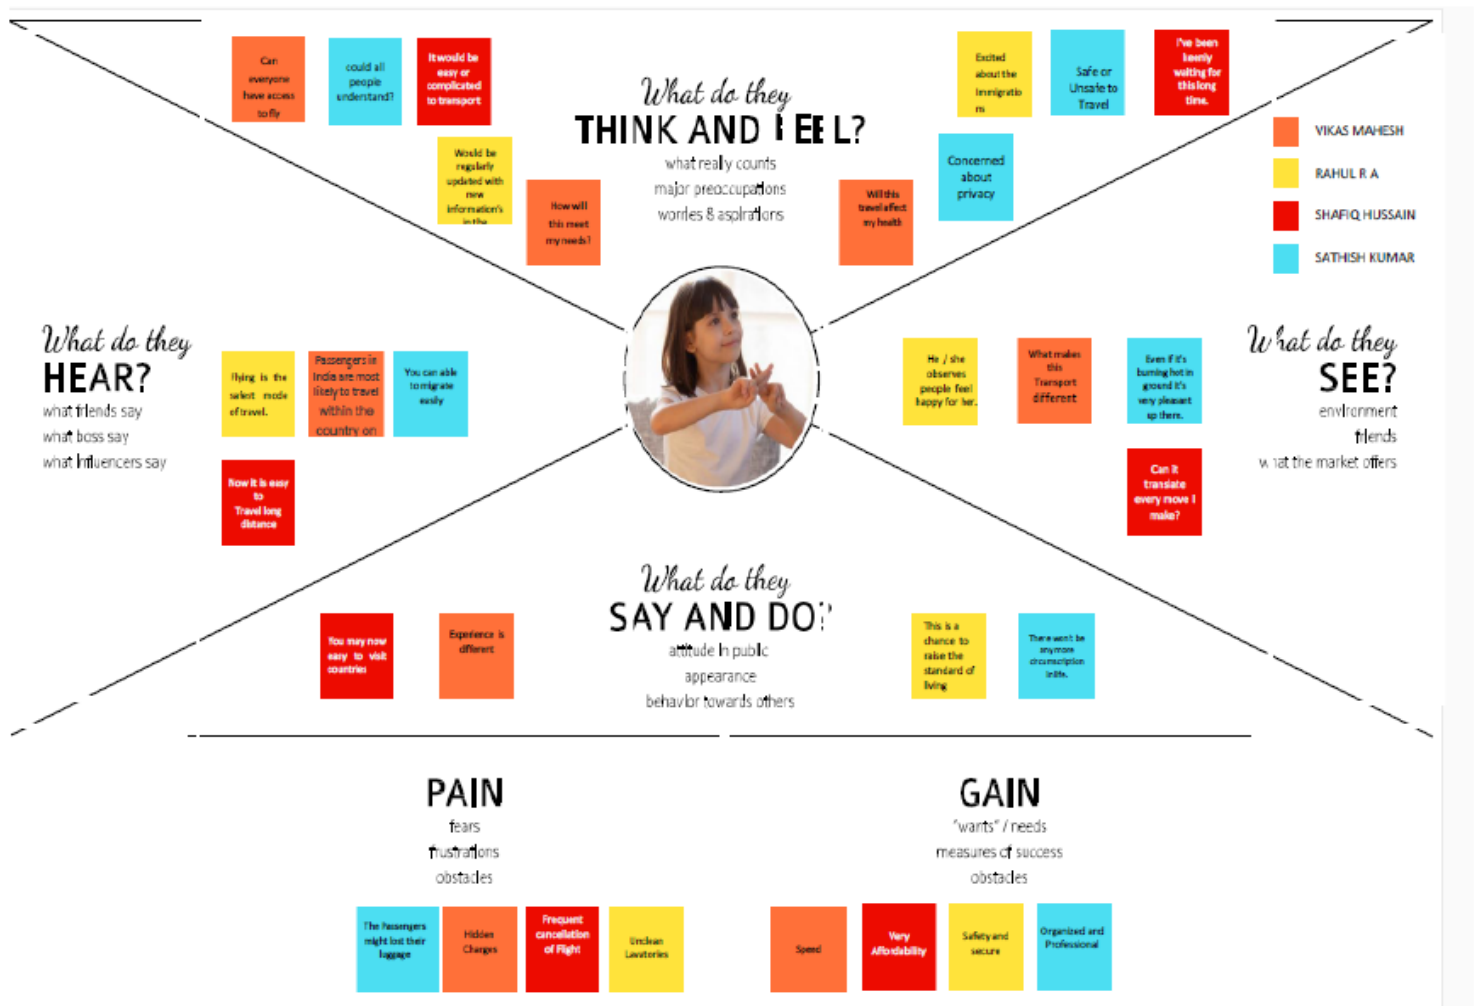 Can
everyone
have access
to fly
could all
people
understand?
It would be
easy or
complicated
to transport
Would be
regularly
updated with
new
information's
in the
How will
this meet
my needs?
What do they
THINK AND FEEL?
what really counts
major preoccupations
worries & aspirations
Excited
about the
Immigratio
ns
Safe or
Unsafe to
Travel
I've been
keenly
waiting for
this long
time.
Concerned
about
privacy
Will this
travel affect
my health
VIKAS MAHESH
RAHUL R A
SHAFIQ HUSSAIN
SATHISH KUMAR
What do they
HEAR?
what friends say
what boss say
what influencers say
Flying is the
safest mode
of travel.
Passengers in
India are most
likely to travel
within the
country on
You can able
to migrate
easily
Now it is easy
to
Travel long
distance
He / she
observes
people feel
happy for her.
What makes
this
Transport
different
Even if it's
burning hot in
ground it's
very pleasant
up there.
Can it
translate
every move I
make?
What do they
SEE?
environment
friends
what the market offers
What do they
SAY AND DO?
attitude in public
appearance
behavior towards others
You may now
easy to visit
countries
Experience is
different
This is a
chance to
raise the
standard of
living
There won't be
any more
circumscription
in life.
PAIN
fears
frustrations
obstacles
The Passengers
might lost their
luggage
Hidden
Charges
Frequent
cancellation
of Flight
Unclean
Lavatories
GAIN
"wants" / needs
measures of success
obstacles
Speed
Very
Affordability
Safety and
secure
Organized and
Professional